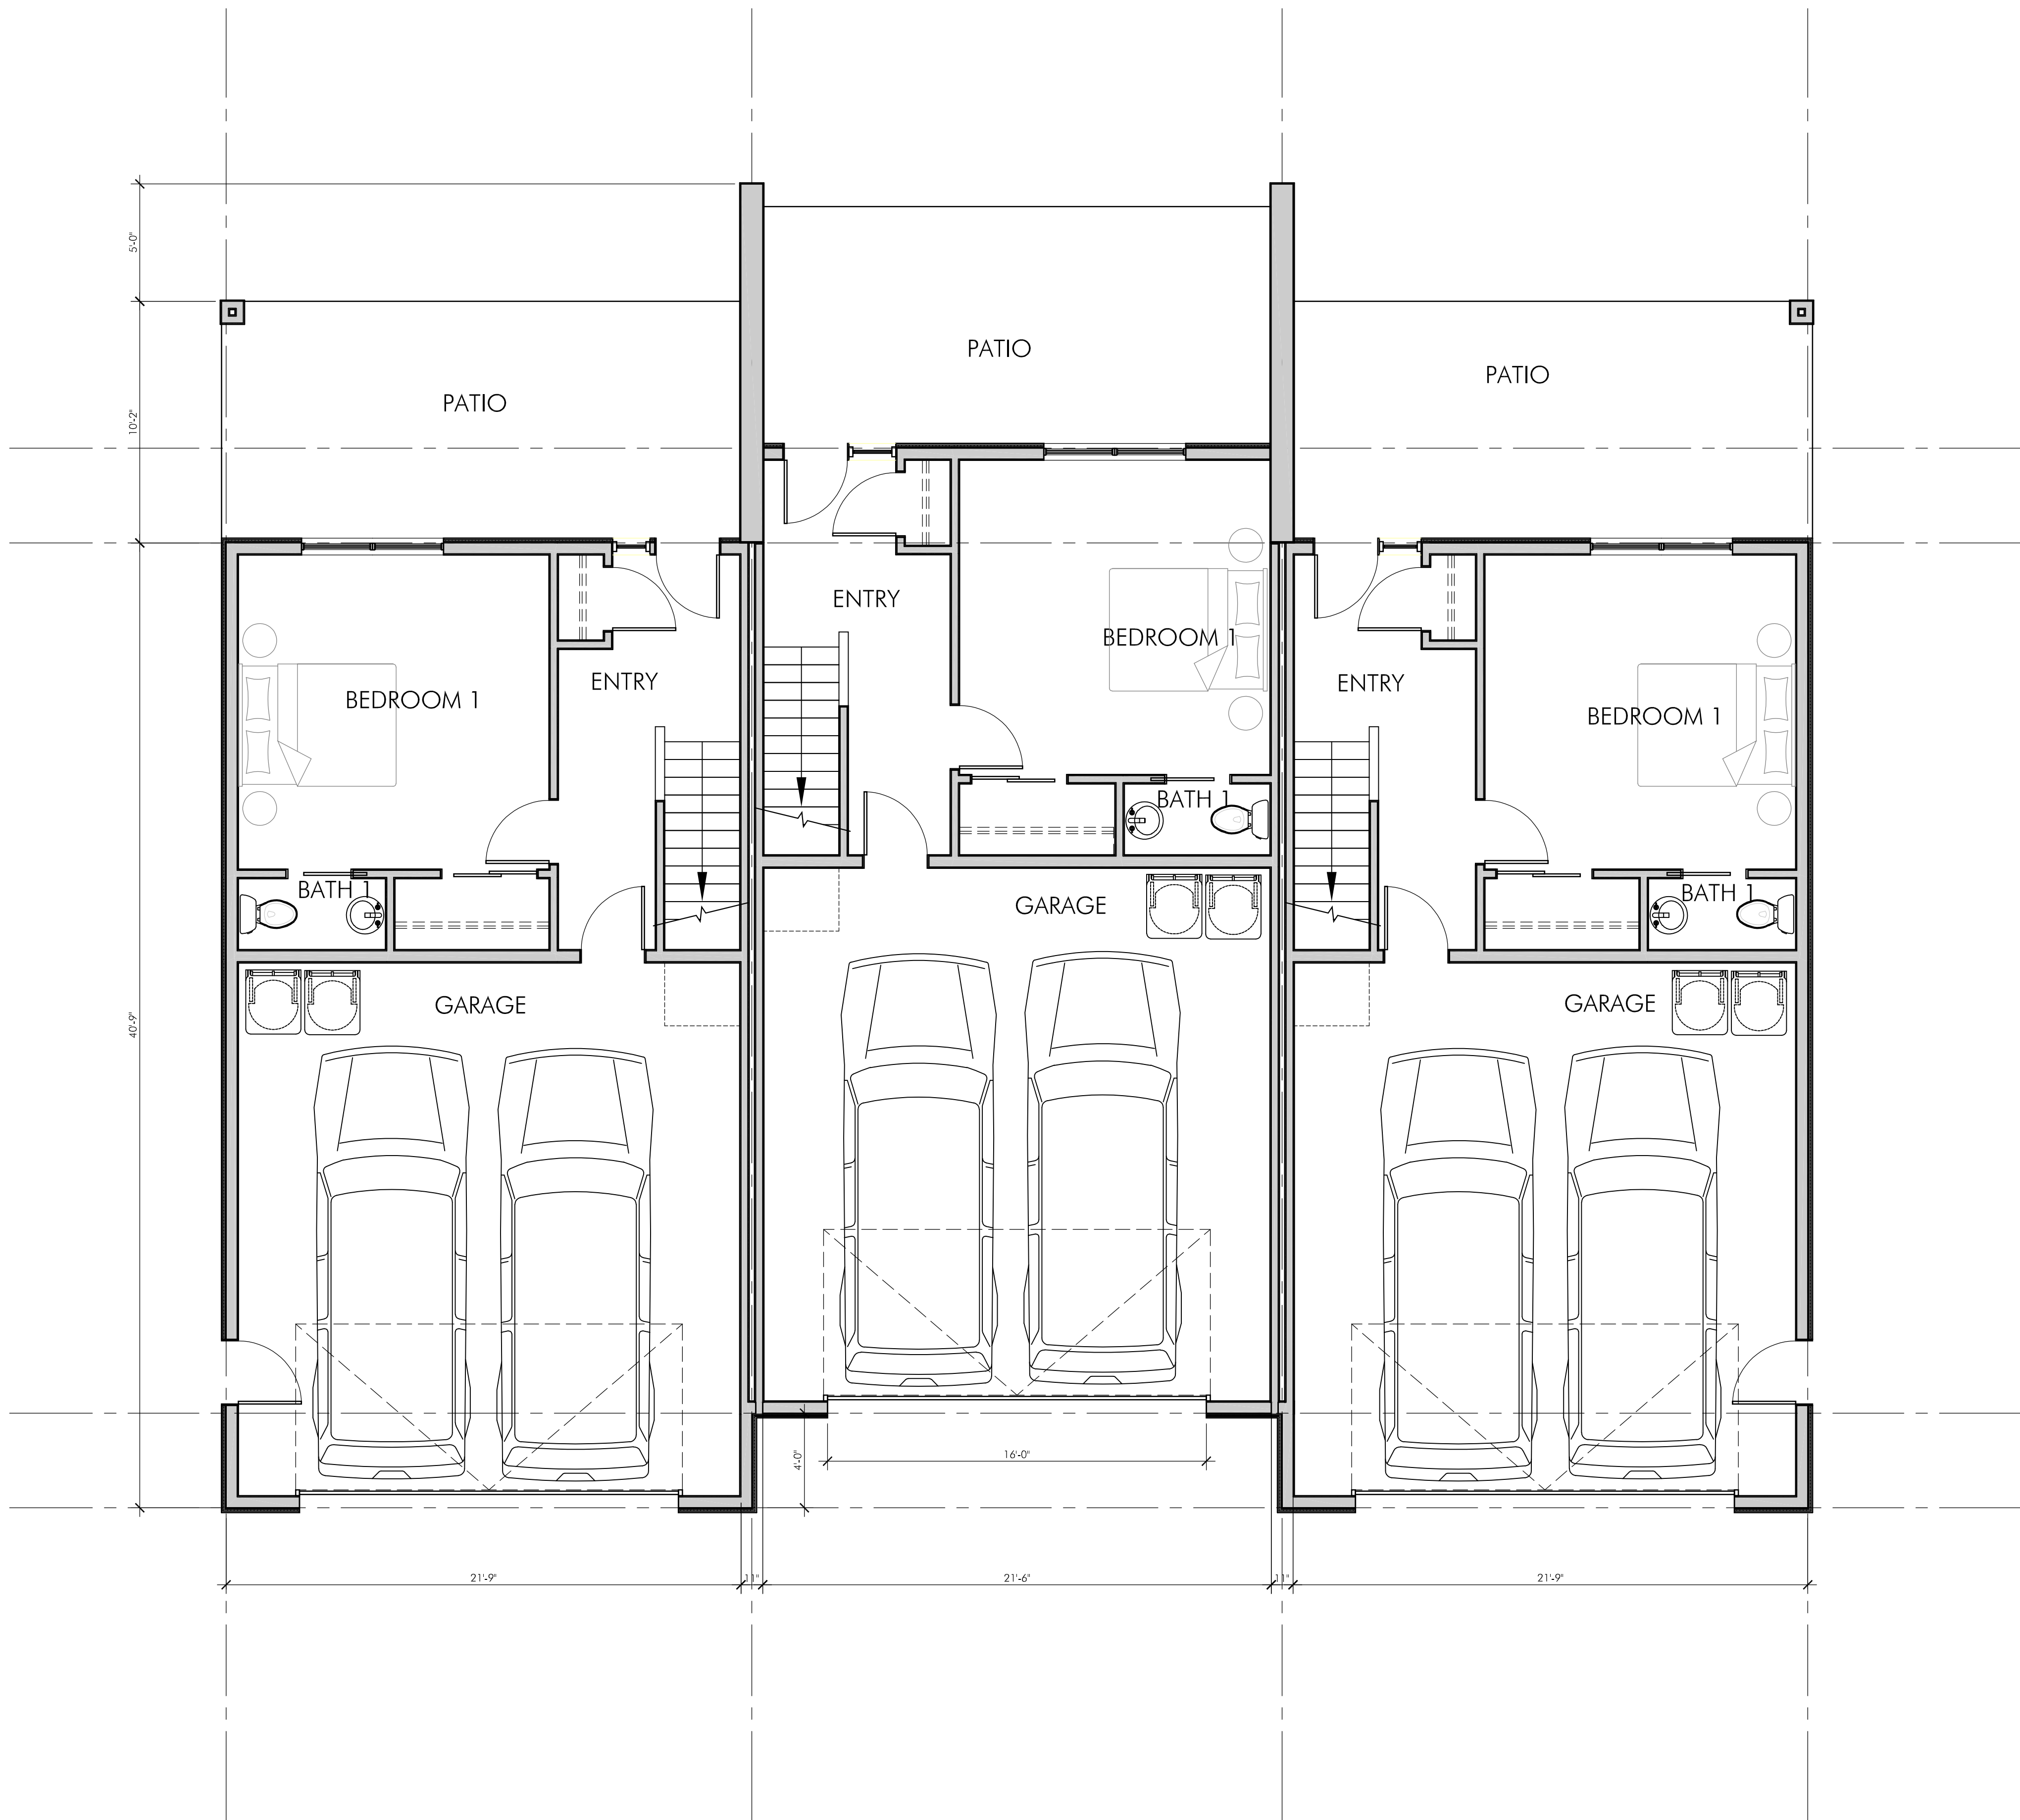 5'-0"
PATIO
PATIO
PATIO
10'-2"
ENTRY
BEDROOM 1
ENTRY
ENTRY
BEDROOM 1
BEDROOM 1
BATH 1
BATH 1
BATH 1
GARAGE
GARAGE
GARAGE
40'-9"
4'-0"
16'-0"
21'-9"
11"
21'-6"
11"
21'-9"